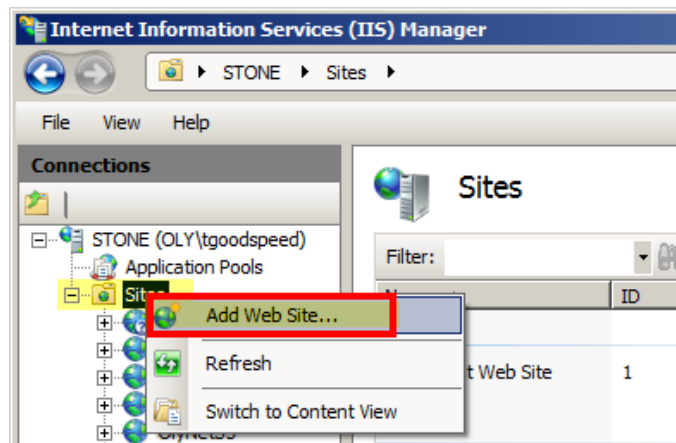 Internet Information Services (IIS) Manager
STONE Sites
File View Help
Connections
Sites
STONE (OLY\tgoodspeed)
Filter:
Application Pools
Sites
ID
Add Web Site...
Refresh
t Web Site 1
Switch to Content View